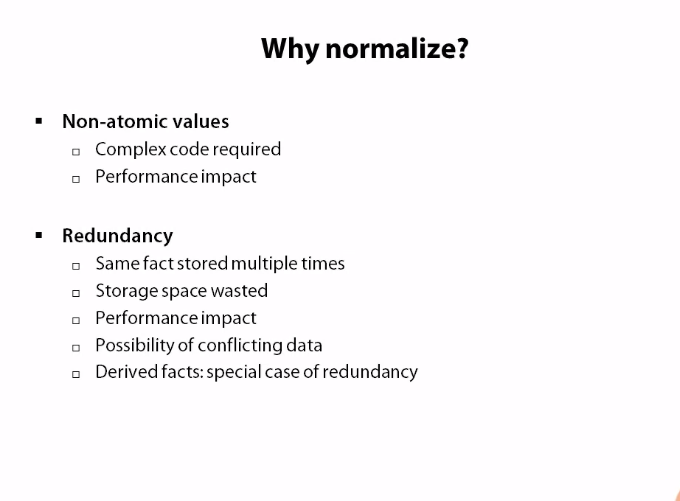 Why normalize?
Non-atomic values
Complex code required
Performance impact
Redundancy
Same fact stored multiple times
Storage space wasted
Performance impact
Possibility of conflicting data
Derived facts: special case of redundancy